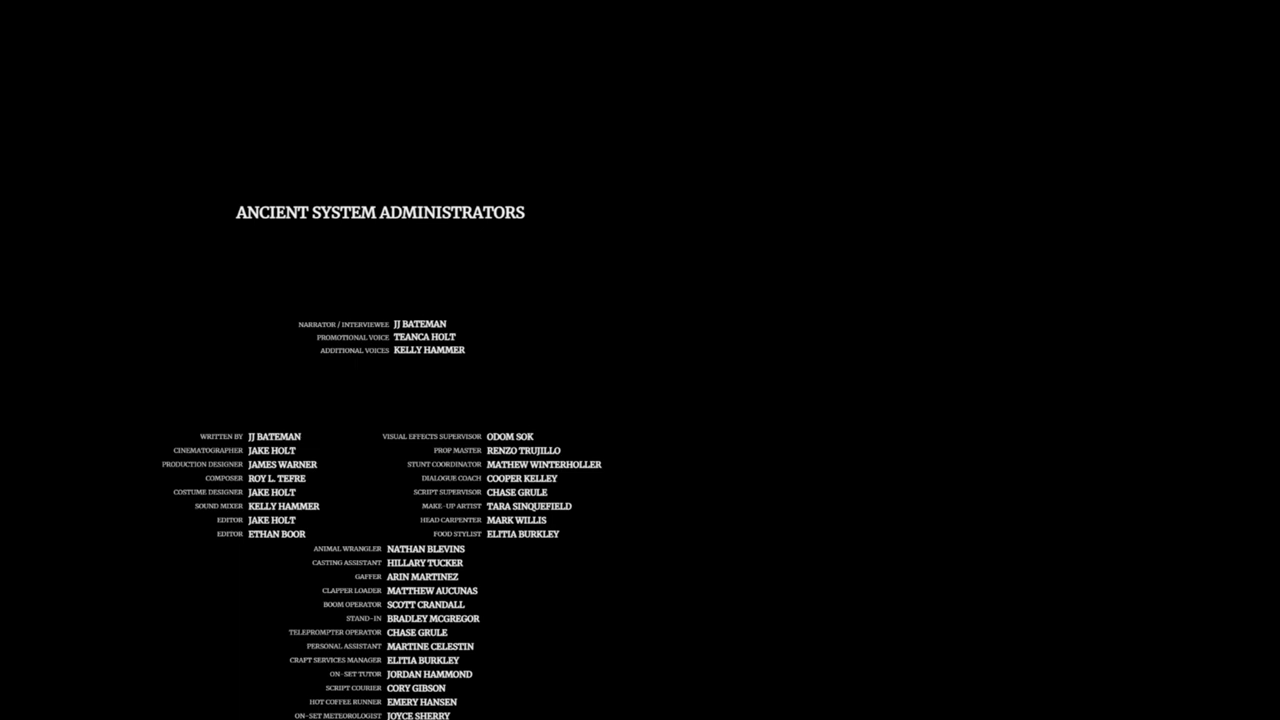 ANCIENT SYSTEM ADMINISTRATORS
NARRATOR / INTERVIEWEE JJ BATEMAN
PROMOTIONAL VOICE TEANCA HOLT
ADDITIONAL VOICES KELLY HAMMER
WRITTEN BY JJ BATEMAN
CINEMATOGRAPHER JAKE HOLT
PRODUCTION DESIGNER JAMES WARNER
COMPOSER ROY L. TEFRE
COSTUME DESIGNER JAKE HOLT
SOUND MIXER KELLY HAMMER
EDITOR JAKE HOLT
EDITOR ETHAN BOOR
VISUAL EFFECTS SUPERVISOR ODOM SOK
PROP MASTER RENZO TRUJILLO
STUNT COORDINATOR MATHEW WINTERHOLLER
DIALOGUE COACH COOPER KELLEY
SCRIPT SUPERVISOR CHASE GRULE
MAKE-UP ARTIST TARA SINQUEFIELD
HEAD CARPENTER MARK WILLIS
FOOD STYLIST ELITIA BURKLEY
ANIMAL WRANGLER NATHAN BLEVINS
CASTING ASSISTANT HILLARY TUCKER
GAFFER ARIN MARTINEZ
CLAPPER LOADER MATTHEW AUCUNAS
BOOM OPERATOR SCOTT CRANDALL
STAND-IN BRADLEY MCGREGOR
TELEPROMPTER OPERATOR CHASE GRULE
PERSONAL ASSISTANT MARTINE CELESTIN
CRAFT SERVICES MANAGER ELITIA BURKLEY
ON-SET TUTOR JORDAN HAMMOND
SCRIPT COURIER CORY GIBSON
HOT COFFEE RUNNER EMERY HANSEN
ON-SET METEOROLOGIST JOYCE SHERRY